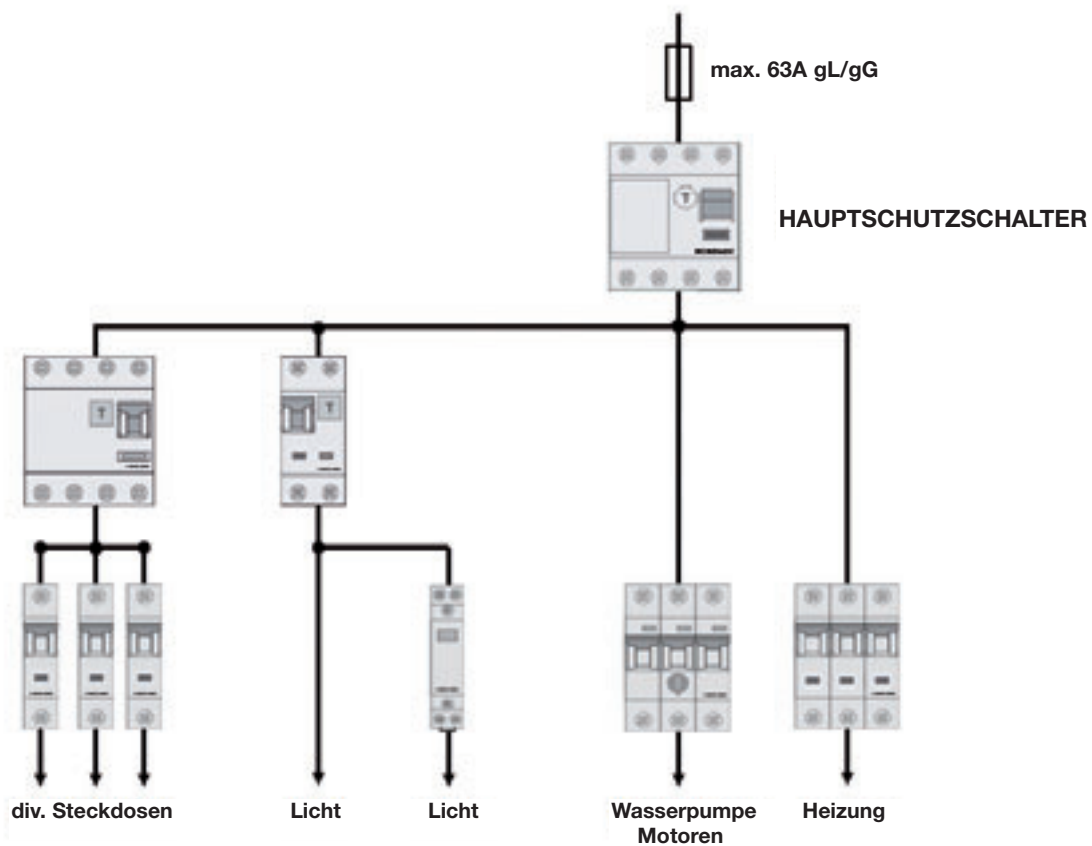 max. 63A gL/gG
T
HAUPTSCHUTZSCHALTER
T
T
div. Steckdosen
Licht
Licht
Wasserpumpe
Motoren
Heizung